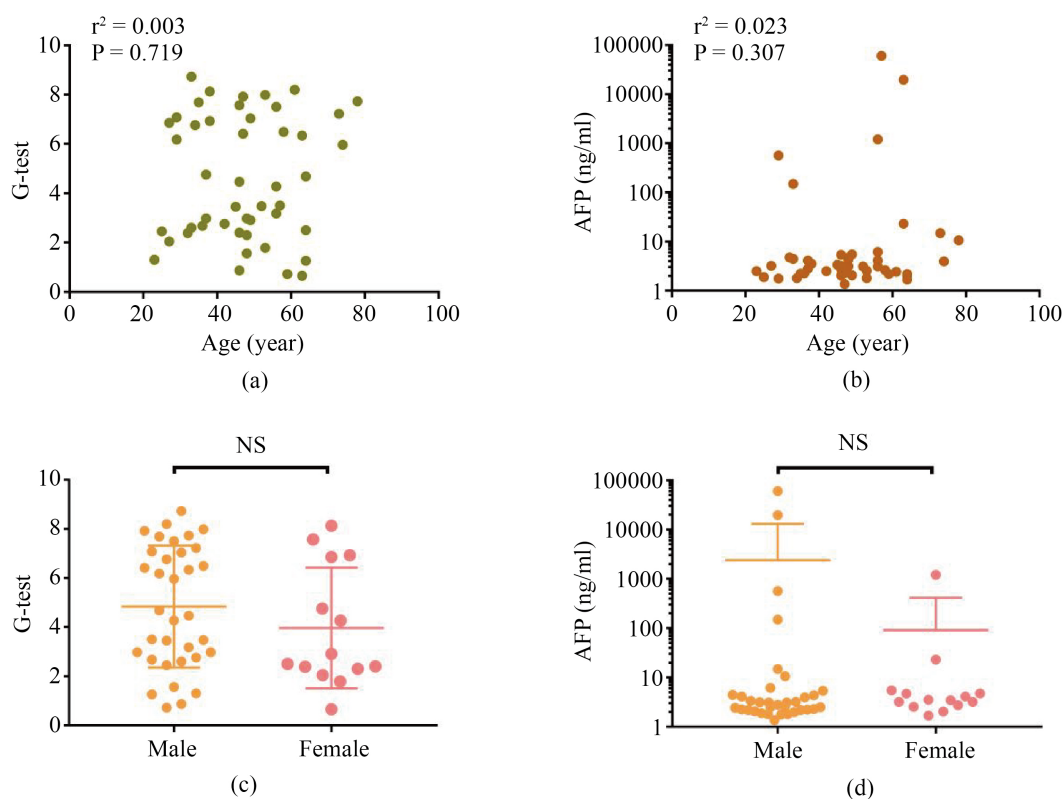 r² = 0.003
P = 0.719
10
8
6
4
2
0
G-test
0 20 40 60 80 100
Age (year)
(a)
r² = 0.023
P = 0.307
100000
10000
1000
100
10
1
AFP (ng/ml)
0 20 40 60 80 100
Age (year)
(b)
NS
10
8
6
4
2
0
G-test
Male Female
(c)
NS
100000
10000
1000
100
10
1
AFP (ng/ml)
Male Female
(d)